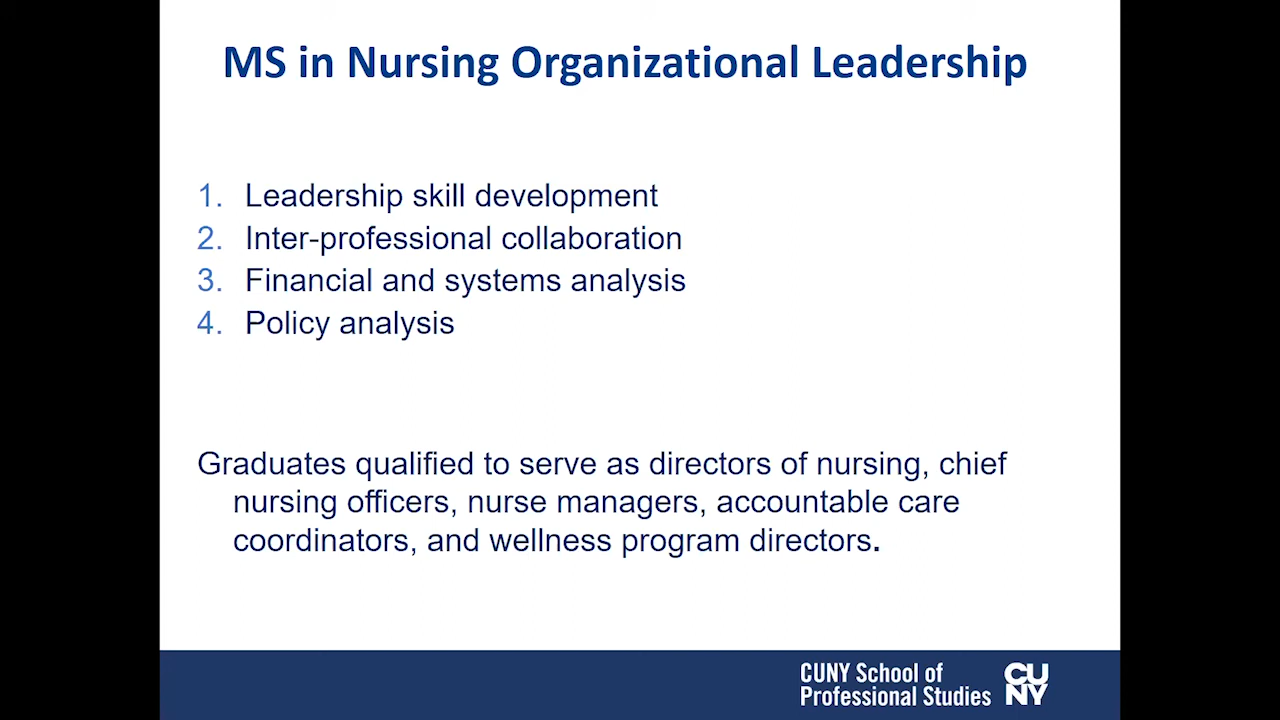 MS in Nursing Organizational Leadership
1. Leadership skill development
2. Inter-professional collaboration
3. Financial and systems analysis
4. Policy analysis
Graduates qualified to serve as directors of nursing, chief
nursing officers, nurse managers, accountable care
coordinators, and wellness program directors.
CUNY School of
Professional Studies
CU
NY